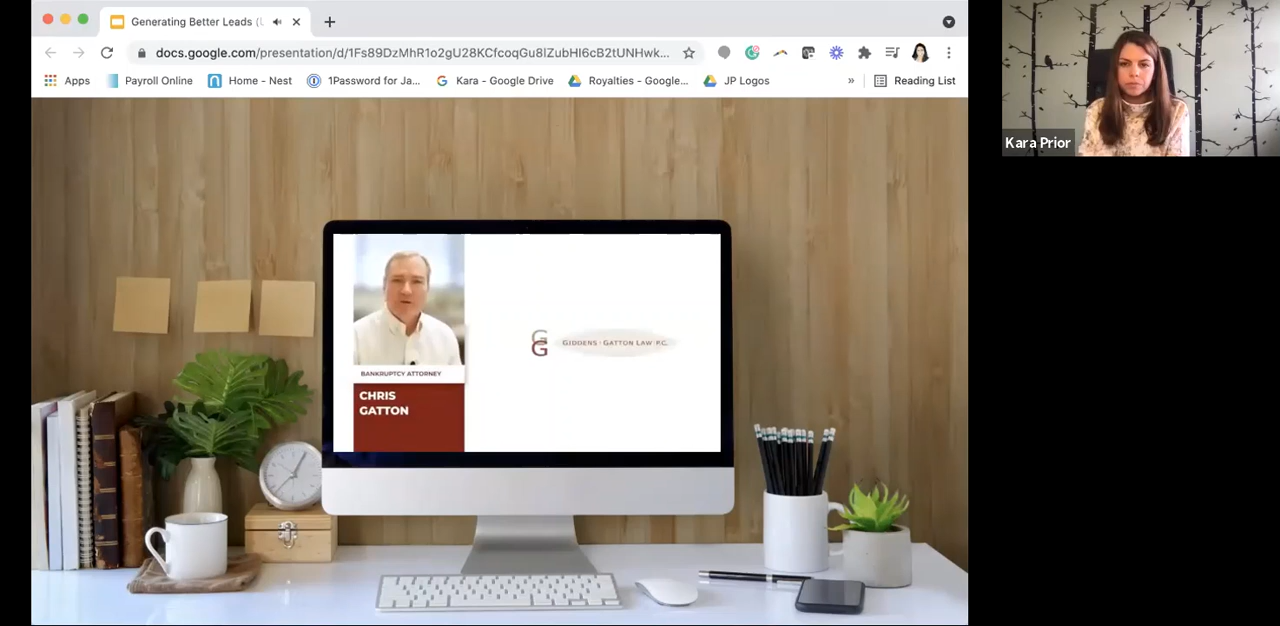 Generating Better Leads (
docs.google.com/presentation/d/1Fs89DzMhR1o2gU28KCfcoqGu8lZubHl6cB2tUNHwk...
Apps
Payroll Online
Home - Nest
1Password for Ja...
Kara - Google Drive
Royalties - Google...
JP Logos
»
Reading List
Kara Prior
BANKRUPTCY ATTORNEY
CHRIS
GATTON
G
G
GIDDENS + GATTON LAW P.C.